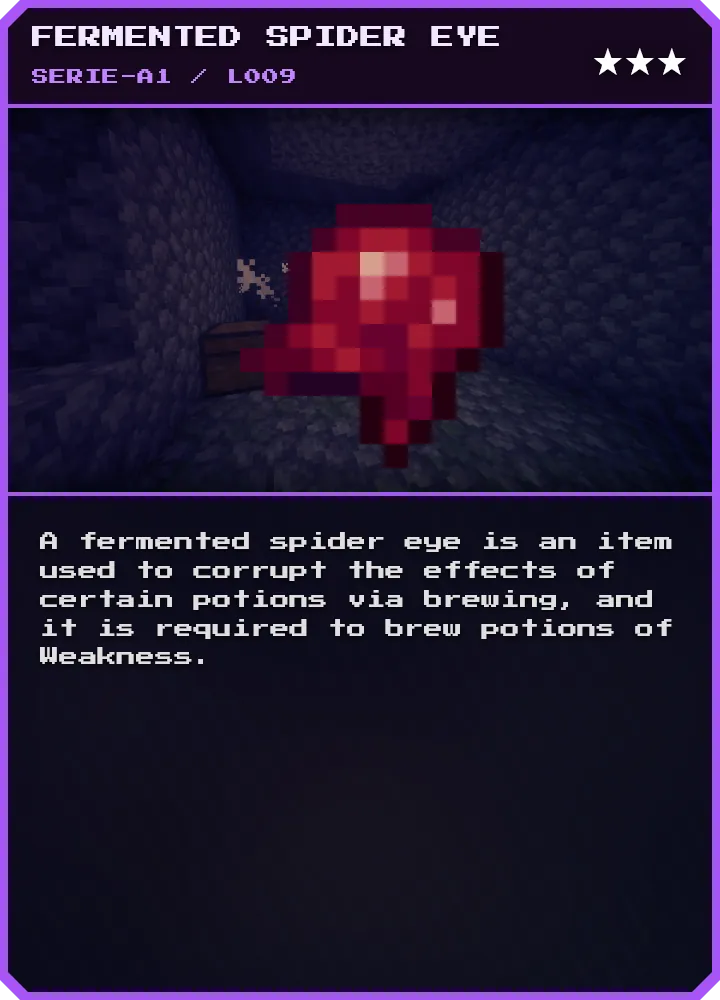 FERMENTED SPIDER EYE
SERIE-A1 / L009
★★★
A fermented spider eye is an item
used to corrupt the effects of
certain potions via brewing, and
it is required to brew potions of
Weakness.